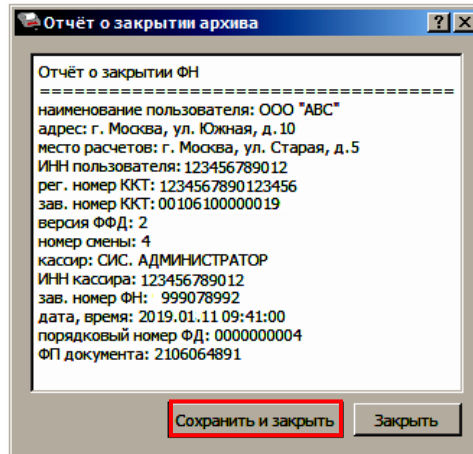 Отчёт о закрытии архива
Отчёт о закрытии ФН
========================================
наименование пользователя: ООО "АВС"
адрес: г. Москва, ул. Южная, д.10
место расчетов: г. Москва, ул. Старая, д.5
ИНН пользователя: 123456789012
рег. номер ККТ: 1234567890123456
зав. номер ККТ: 00106100000019
версия ФФД: 2
номер смены: 4
кассир: СИС. АДМИНИСТРАТОР
ИНН кассира: 123456789012
зав. номер ФН: 999078992
дата, время: 2019.01.11 09:41:00
порядковый номер ФД: 0000000004
ФП документа: 2106064891
Сохранить и закрыть Закрыть